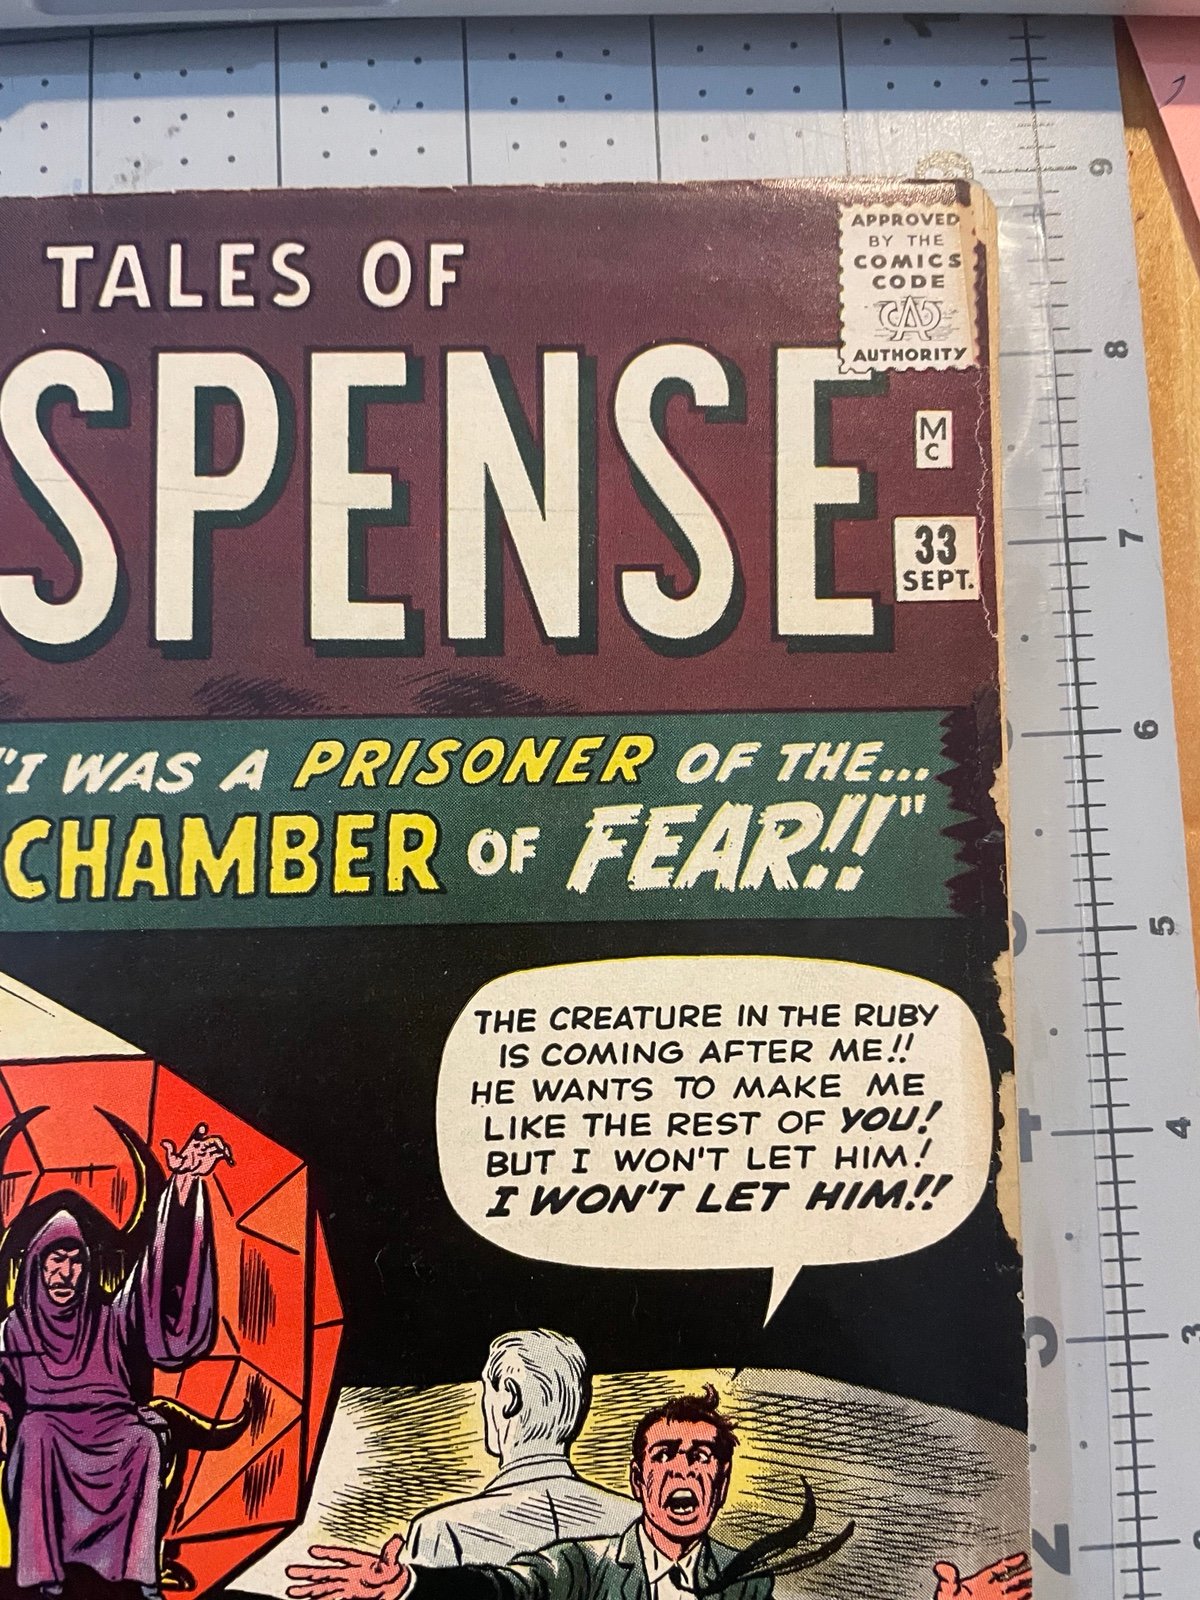 TALES OF
SPENSE
APPROVED
BY THE
COMICS
CODE
CA
AUTHORITY
M
C
33
SEPT.
"I WAS A PRISONER OF THE...
CHAMBER OF FEAR!!"
THE CREATURE IN THE RUBY
IS COMING AFTER ME!!
HE WANTS TO MAKE ME
LIKE THE REST OF YOU!
BUT I WON'T LET HIM!
I WON'T LET HIM!!
9
8
7
6
5
4
3
2